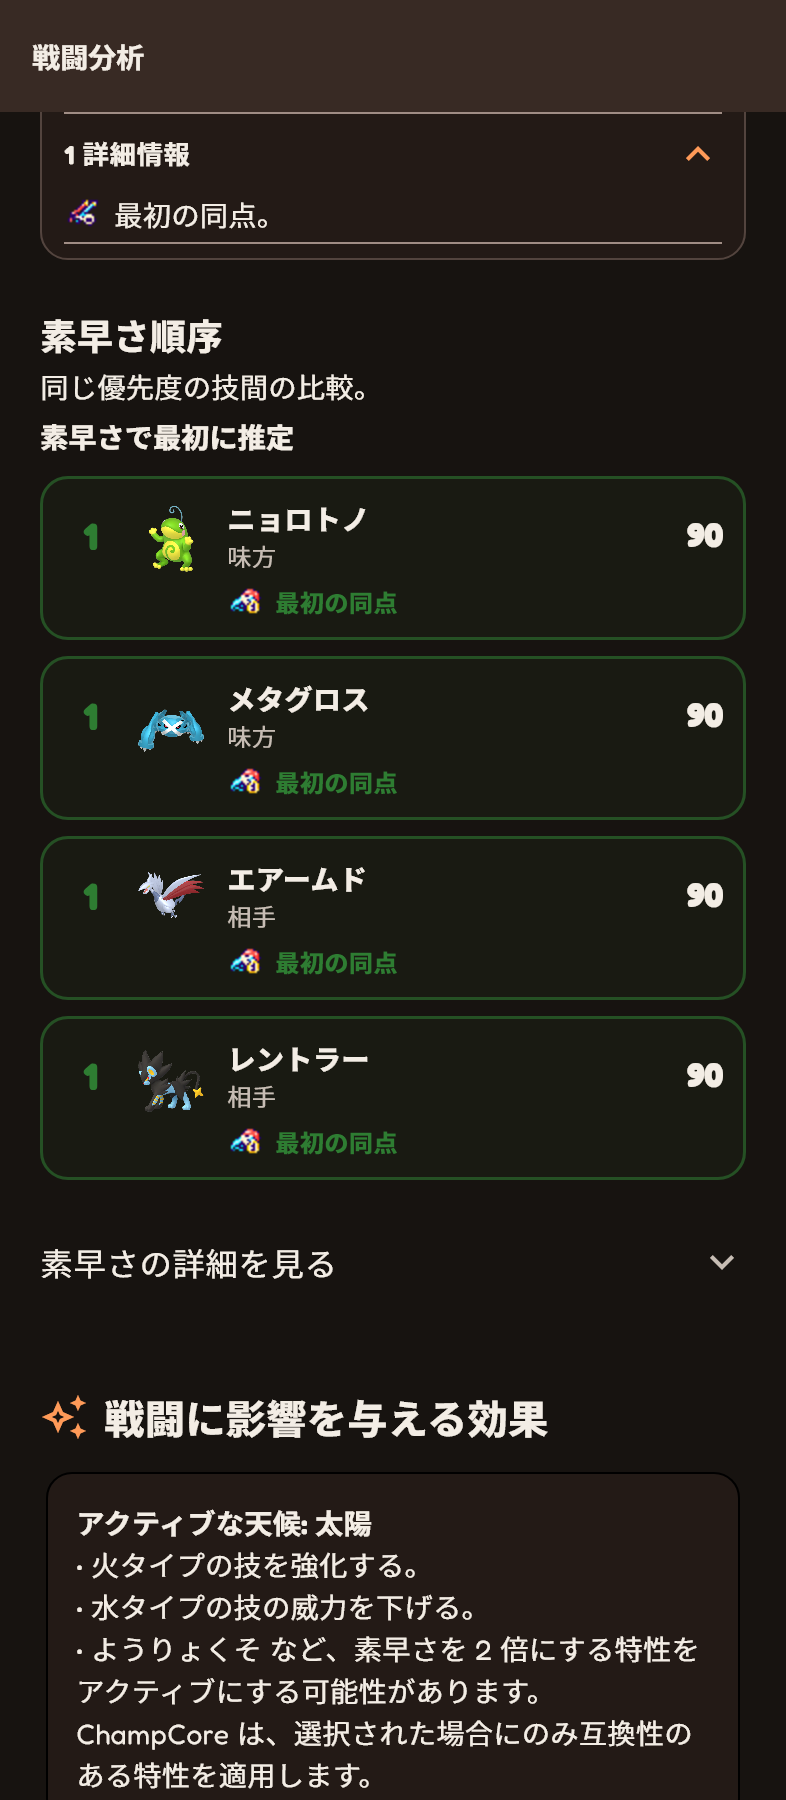 戦闘分析
1 詳細情報
最初の同点。
素早さ順序
同じ優先度の技間の比較。
素早さで最初に推定
1
ニョロトノ
味方
最初の同点
90
1
メタグロス
味方
最初の同点
90
1
エアームド
相手
最初の同点
90
1
レントラー
相手
最初の同点
90
素早さの詳細を見る
戦闘に影響を与える効果
アクティブな天候: 太陽
· 火タイプの技を強化する。
· 水タイプの技の威力を下げる。
· ようりょくそ など、素早さを 2 倍にする特性を
アクティブにする可能性があります。
ChampCore は、選択された場合にのみ互換性の
ある特性を適用します。